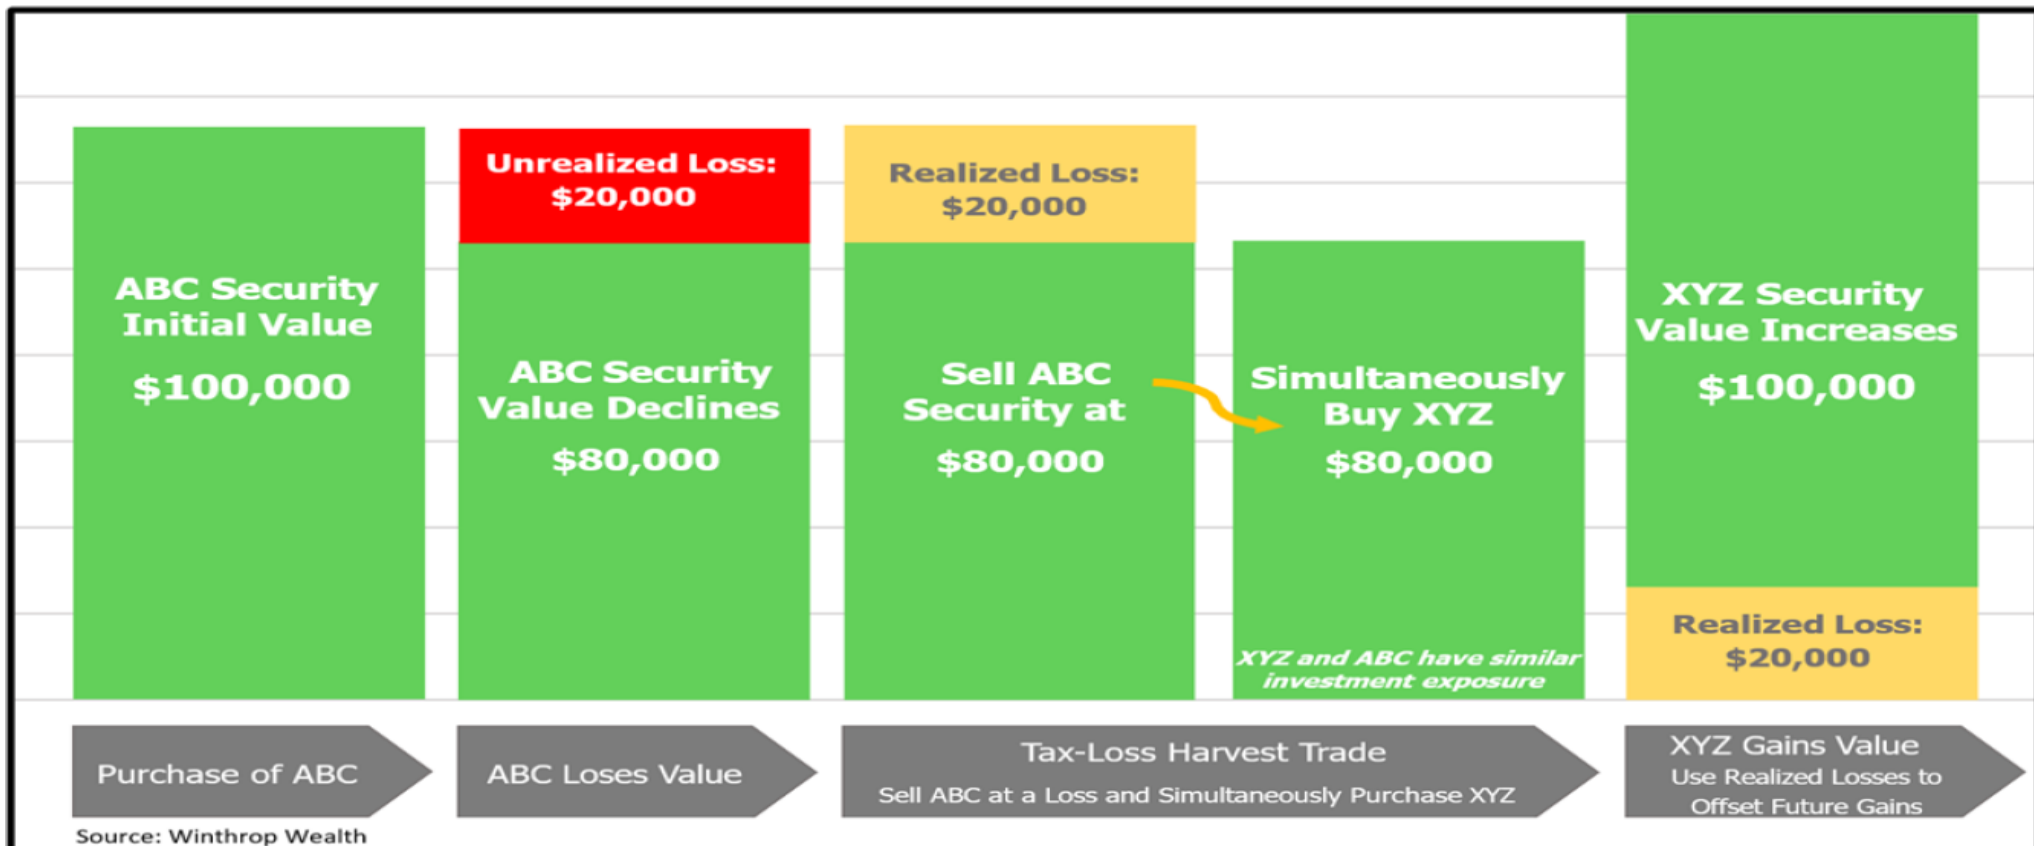 ABC Security
Initial Value
$100,000
Unrealized Loss:
$20,000
ABC Security
Value Declines
$80,000
Realized Loss:
$20,000
Sell ABC
Security at
$80,000
Simultaneously
Buy XYZ
$80,000
XYZ and ABC have similar
investment exposure
XYZ Security
Value Increases
$100,000
Realized Loss:
$20,000
Purchase of ABC
ABC Loses Value
Tax-Loss Harvest Trade
Sell ABC at a Loss and Simultaneously Purchase XYZ
XYZ Gains Value
Use Realized Losses to
Offset Future Gains
Source: Winthrop Wealth